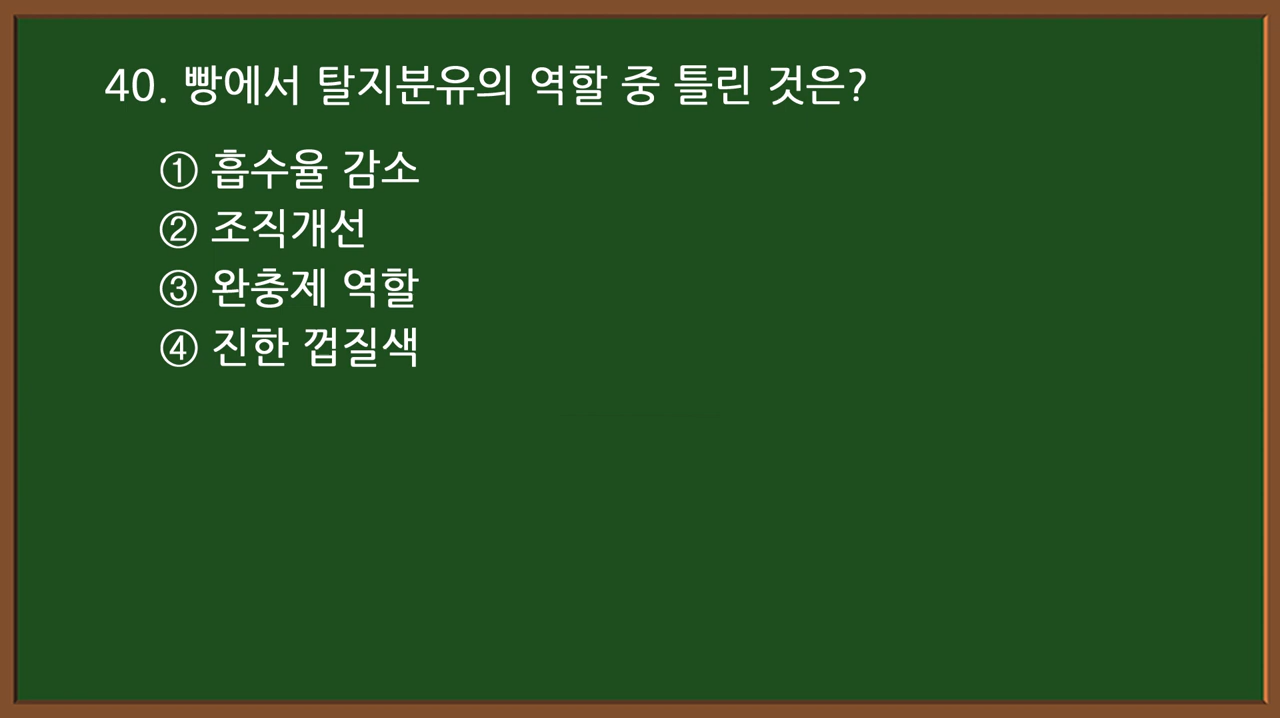 40. 빵에서 탈지분유의 역할 중 틀린 것은?
① 흡수율 감소
② 조직개선
③ 완충제 역할
④ 진한 껍질색